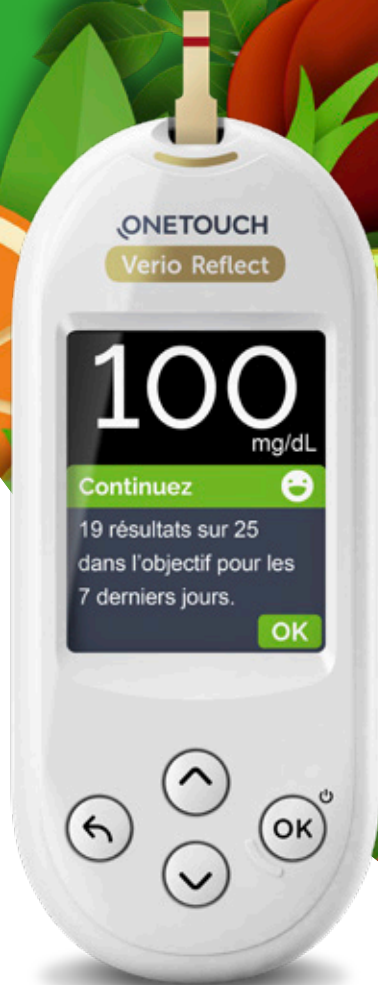 ONETOUCH
Verio Reflect
100
mg/dL
Continuez
19 résultats sur 25
dans l'objectif pour les
7 derniers jours.
OK
OK